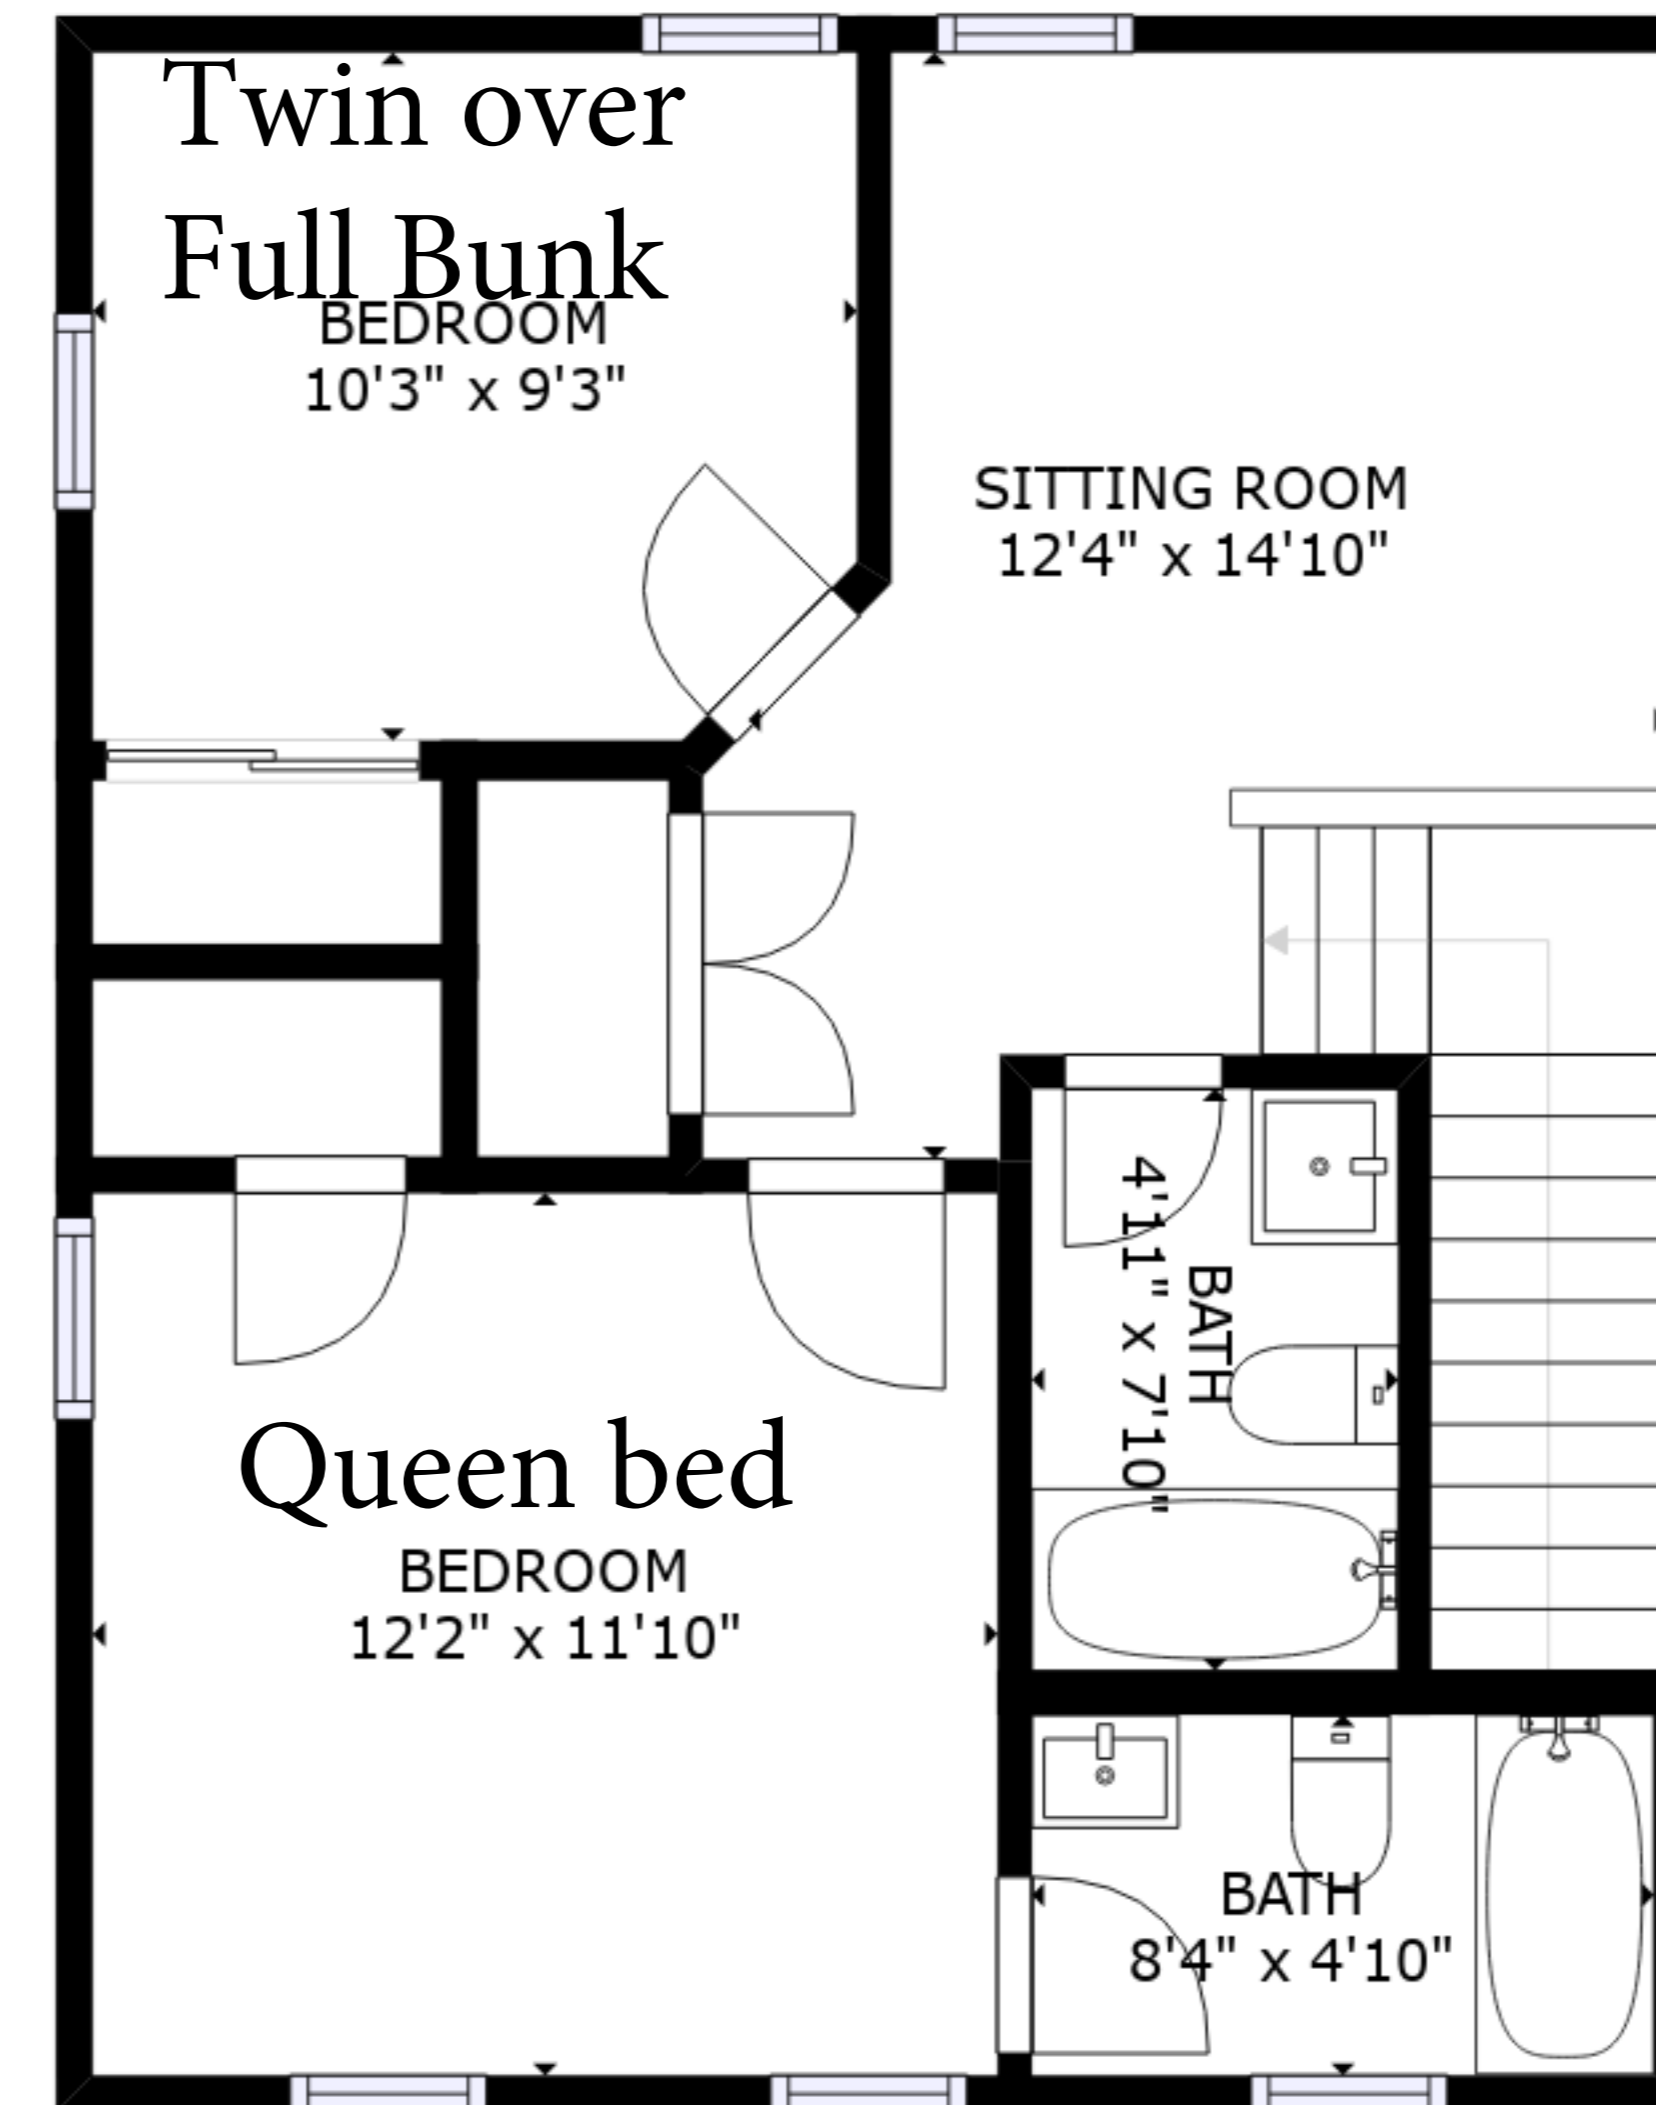 Twin over
Full Bunk
BEDROOM
10'3" x 9'3"
SITTING ROOM
12'4" x 14'10"
BATH
4'11" x 7'10"
Queen bed
BEDROOM
12'2" x 11'10"
BATH
8'4" x 4'10"